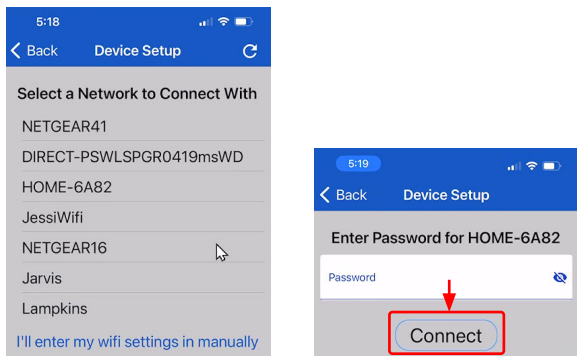 5:18
Back Device Setup
Select a Network to Connect With
NETGEAR41
DIRECT-PSWLSPGR0419msWD
HOME-6A82
JessiWifi
NETGEAR16
Jarvis
Lampkins
I'll enter my wifi settings in manually
5:19
Back Device Setup
Enter Password for HOME-6A82
Password
Connect